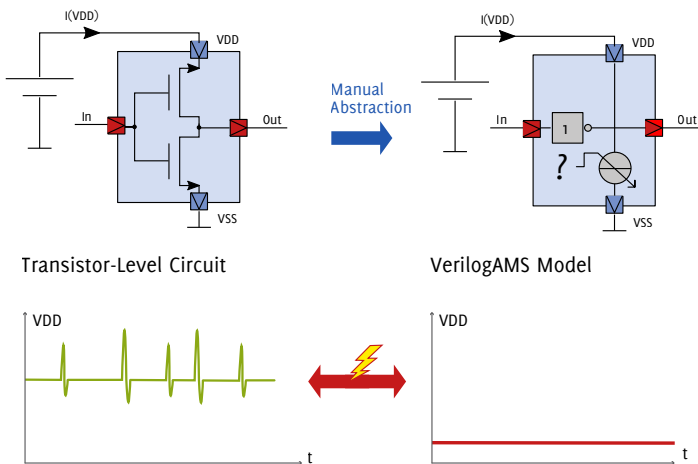 I(VDD)
VDD
In
Out
VSS
Manual
Abstraction
I(VDD)
VDD
In
1
Out
?
VSS
Transistor-Level Circuit
VerilogAMS Model
VDD
t
VDD
t